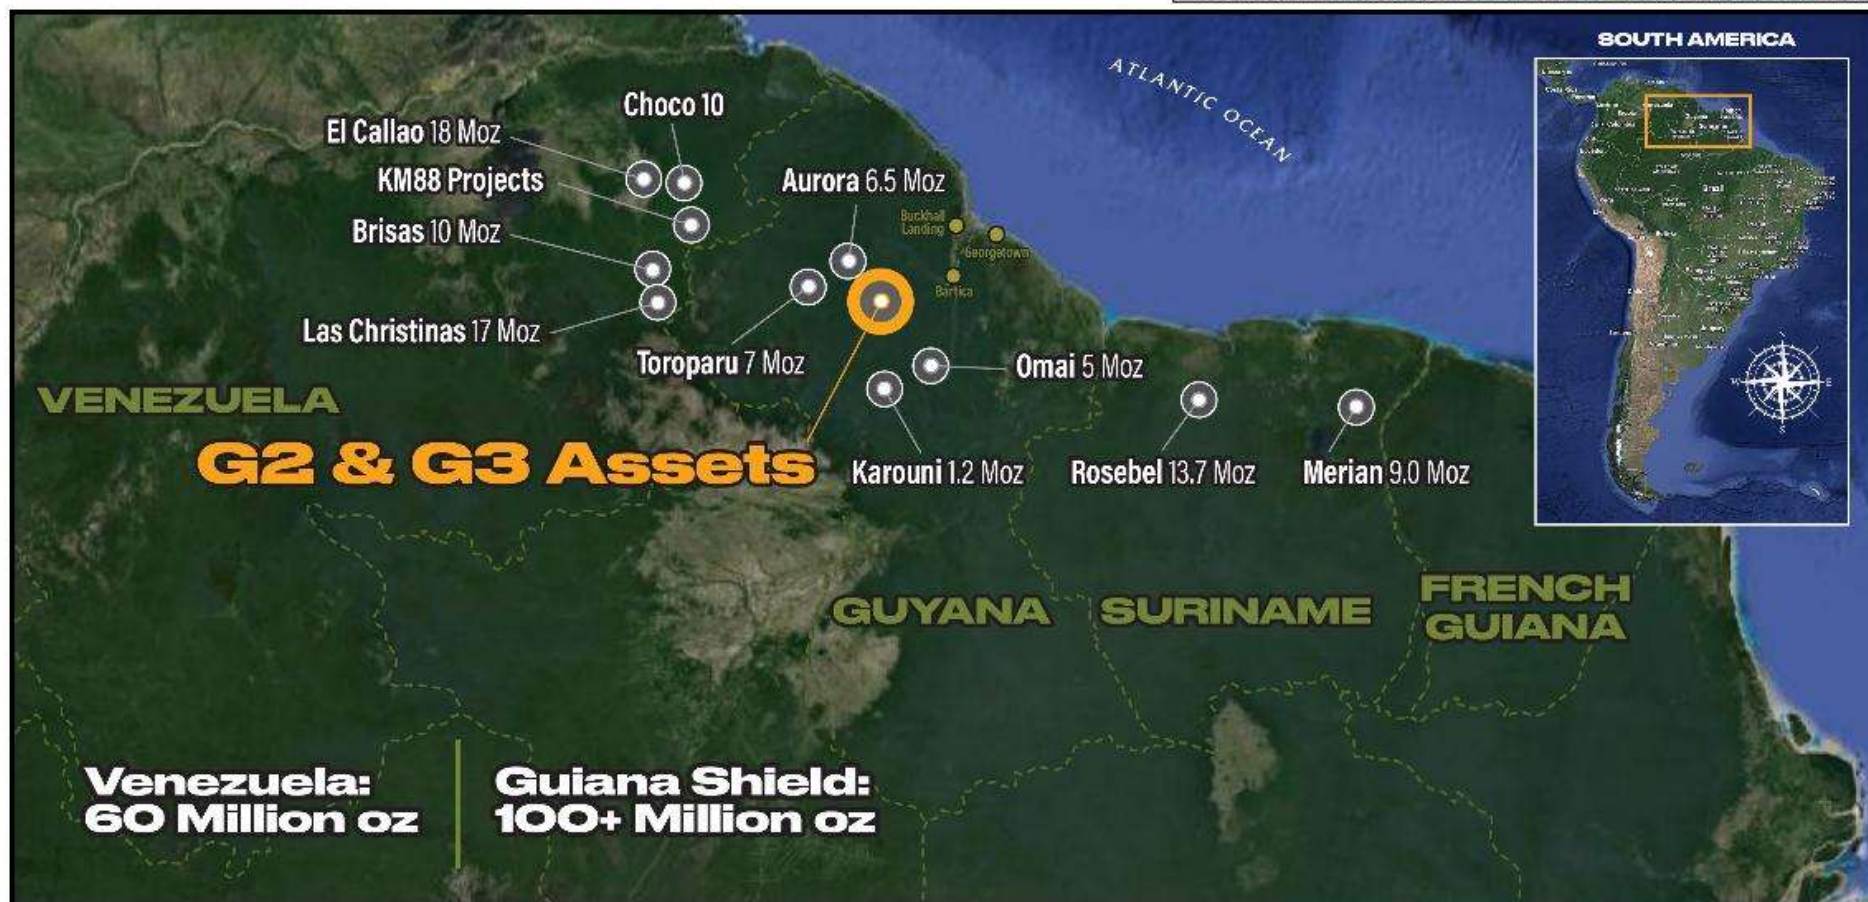 SOUTH AMERICA
ATLANTIC OCEAN
Choco 10
El Callao 18 Moz
KM88 Projects
Aurora 6.5 Moz
Brisas 10 Moz
Buckhall
Landing
Georgetown
Bartica
Las Christinas 17 Moz
Toroparu 7 Moz
Omai 5 Moz
VENEZUELA
G2 & G3 Assets
Karouni 1.2 Moz
Rosebel 13.7 Moz
Merian 9.0 Moz
Brazil
W
E
S
GUYANA
SURINAME
FRENCH
GUIANA
Venezuela:
60 Million oz
Guiana Shield:
100+ Million oz